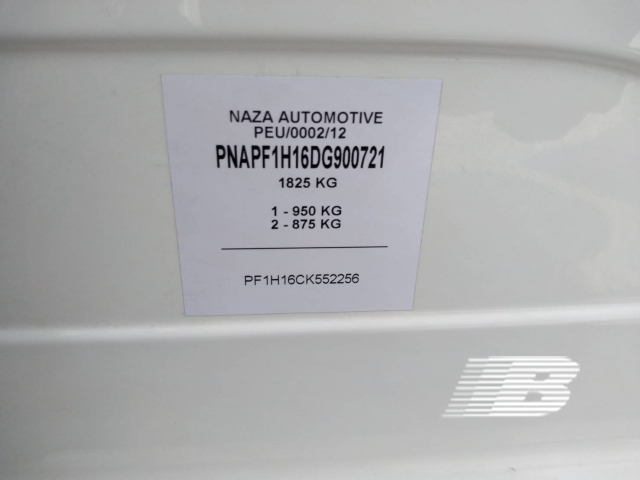 NAZA AUTOMOTIVE
PEU/0002/12
PNAPF1H16DG900721
1825 KG
1 - 950 KG
2 - 875 KG
PF1H16CK552256
B